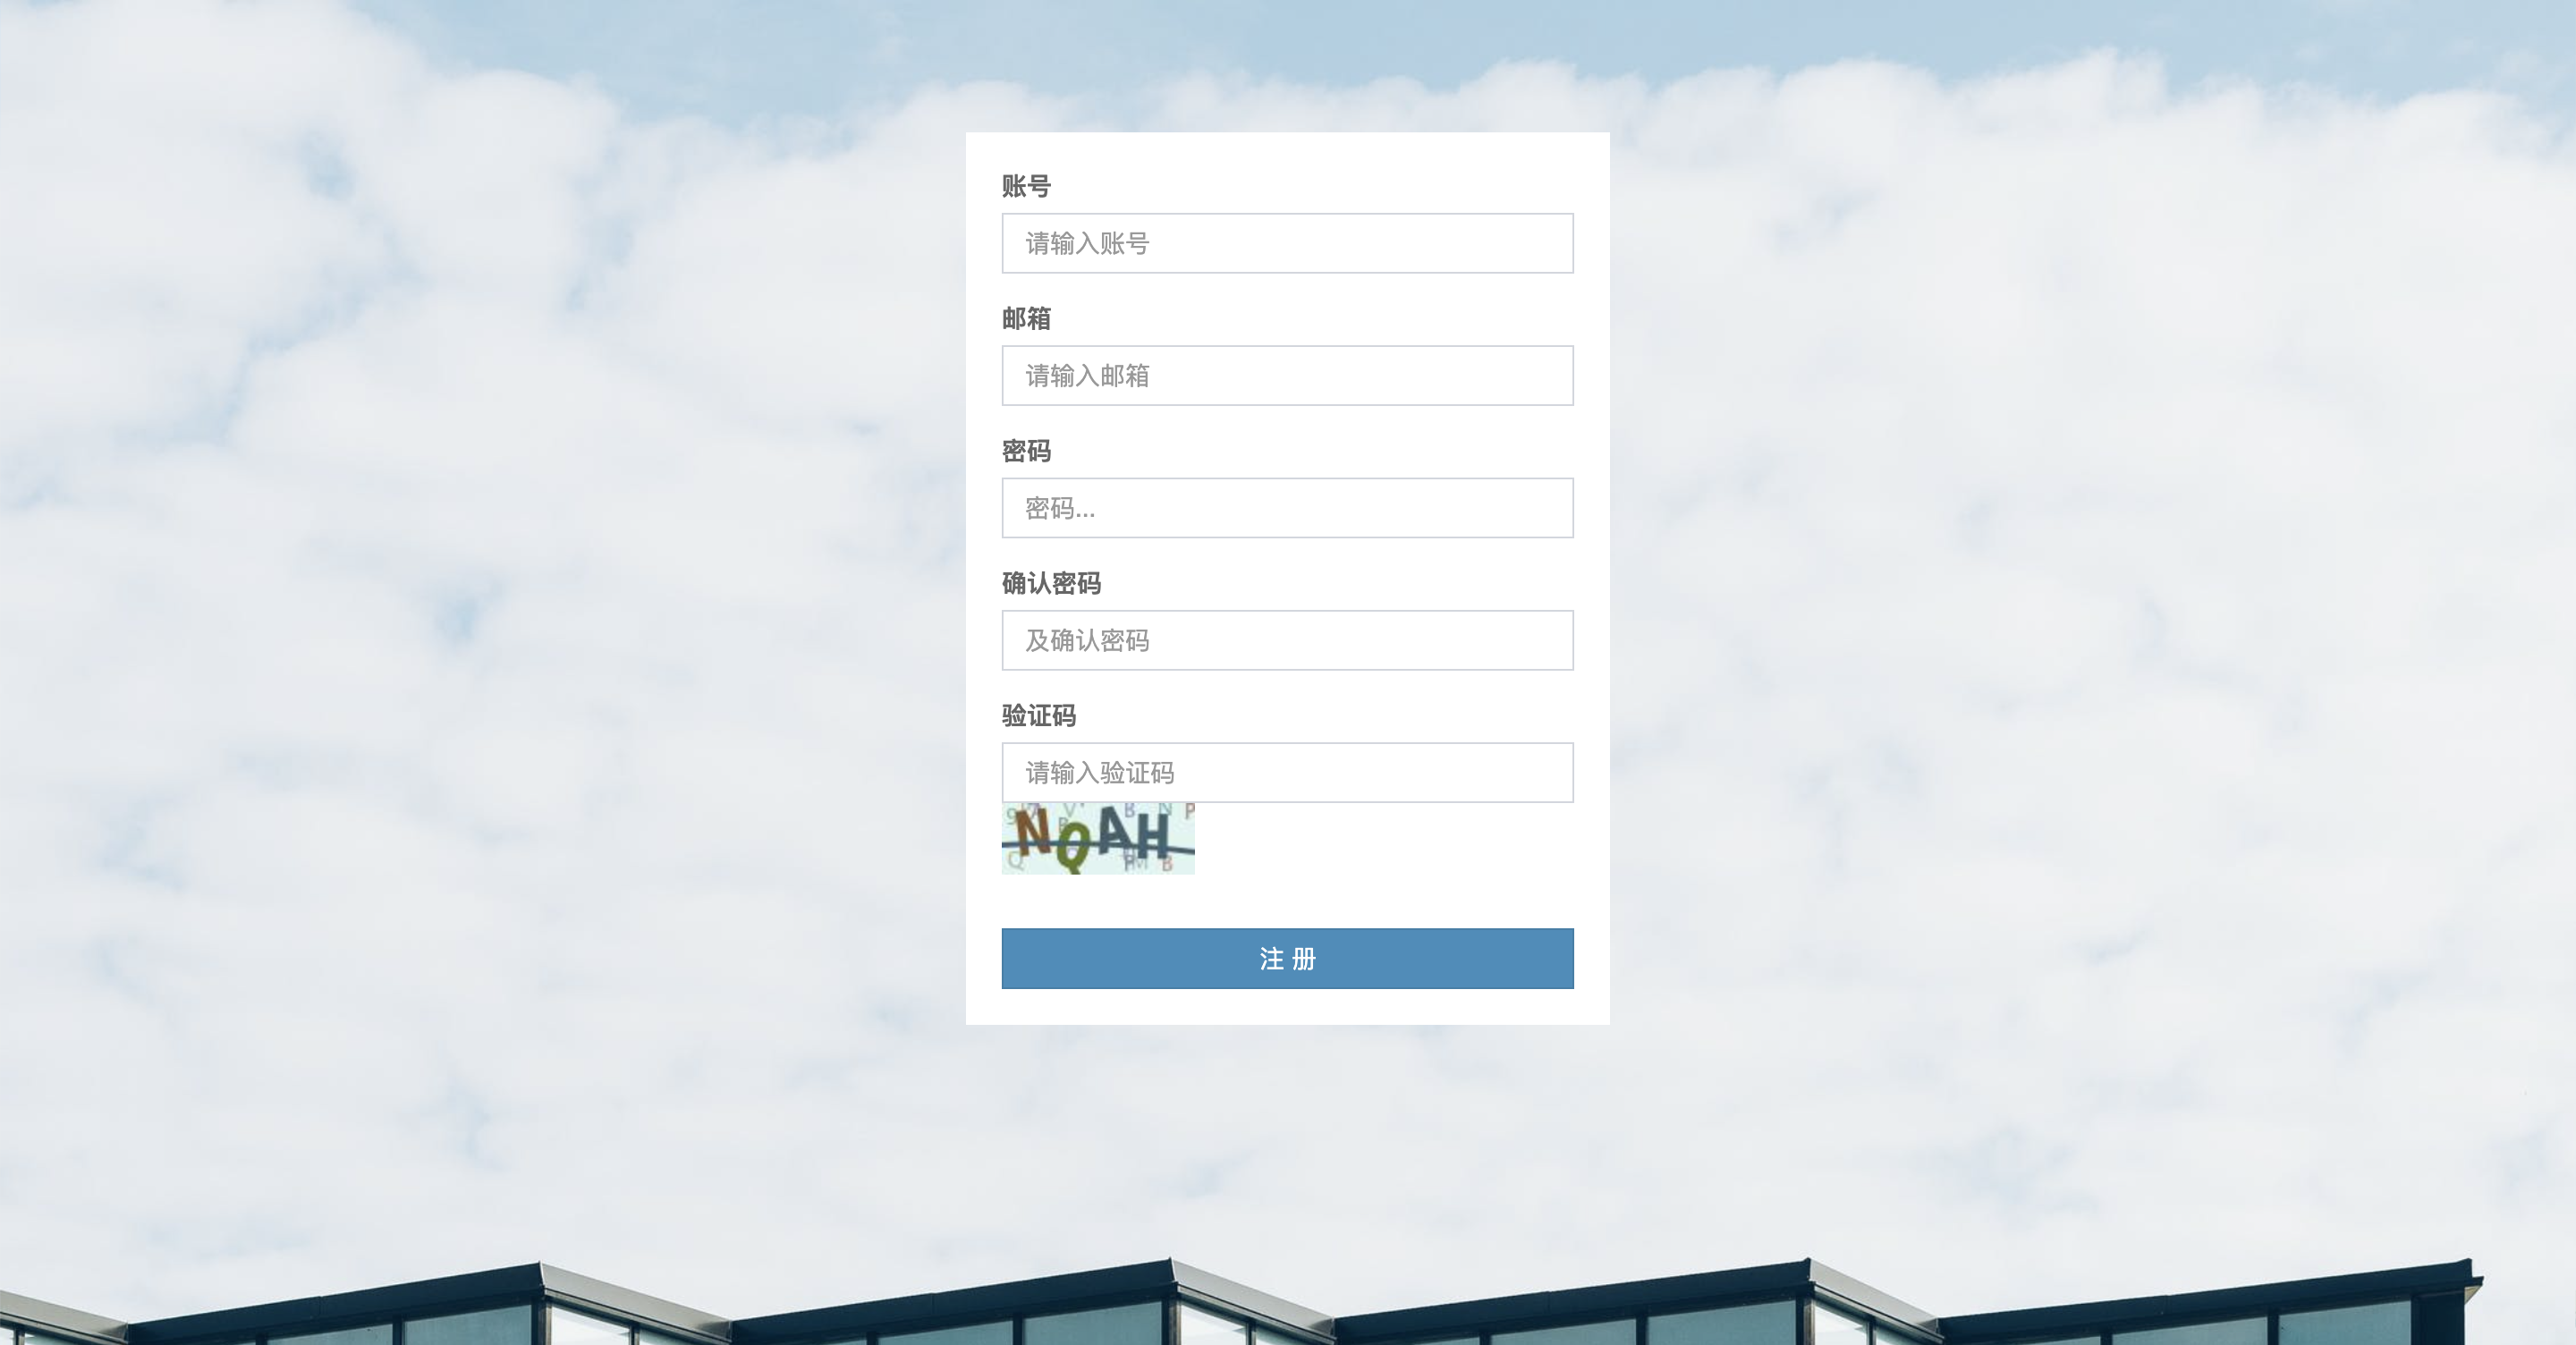 账号
请输入账号
邮箱
请输入邮箱
密码
密码...
确认密码
及确认密码
验证码
请输入验证码
NQAH
注 册